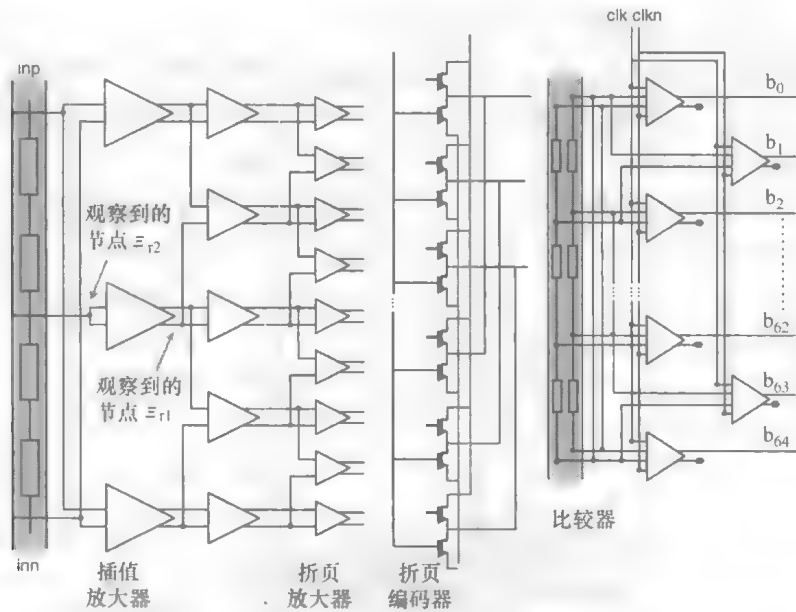 clk clkn
inp
b0
b1
b2
观察到的
节点 Ξr2
观察到的
节点 Ξr1
b62
b63
b64
inn
插值
放大器
折页
放大器
折页
编码器
比较器